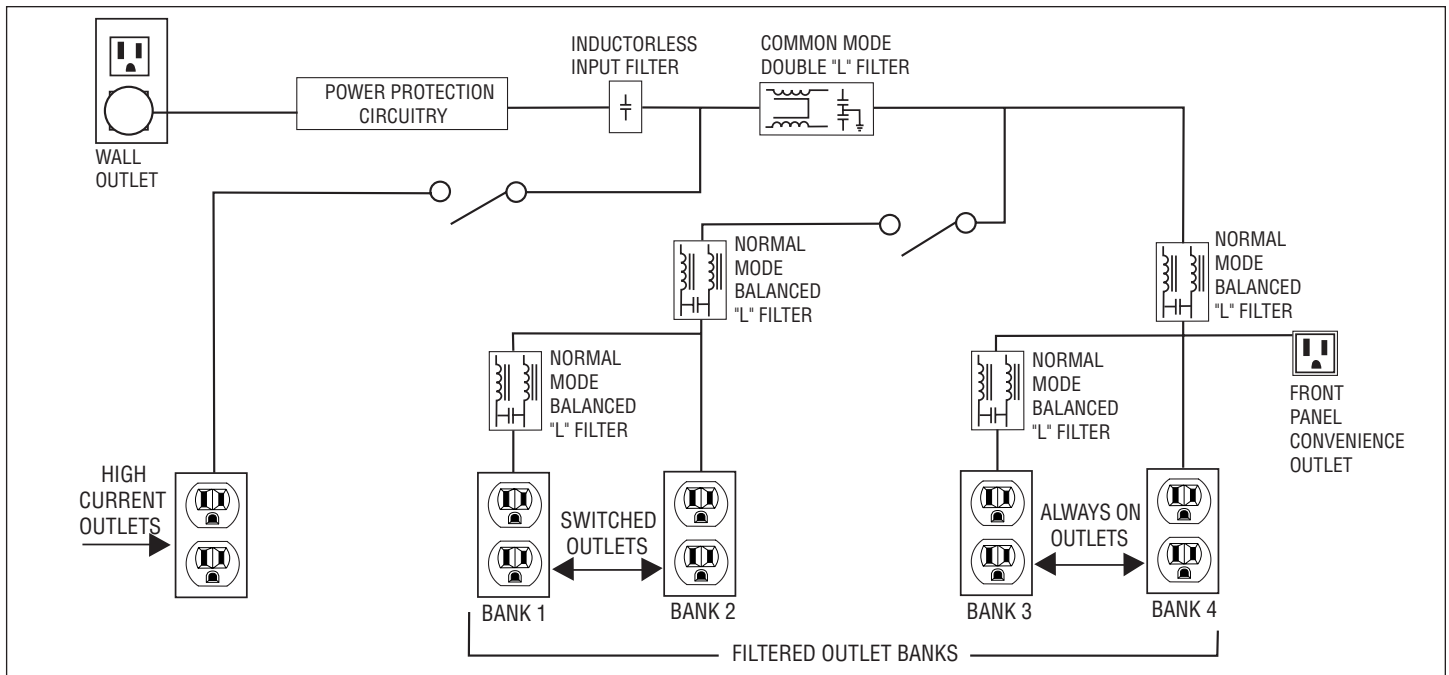 INDUCTORLESS
INPUT FILTER
COMMON MODE
DOUBLE "L" FILTER
POWER PROTECTION
CIRCUITRY
WALL
OUTLET
NORMAL
MODE
BALANCED
"L" FILTER
NORMAL
MODE
BALANCED
"L" FILTER
NORMAL
MODE
BALANCED
"L" FILTER
NORMAL
MODE
BALANCED
"L" FILTER
FRONT
PANEL
CONVENIENCE
OUTLET
HIGH
CURRENT
OUTLETS
SWITCHED
OUTLETS
ALWAYS ON
OUTLETS
BANK 1
BANK 2
BANK 3
BANK 4
FILTERED OUTLET BANKS